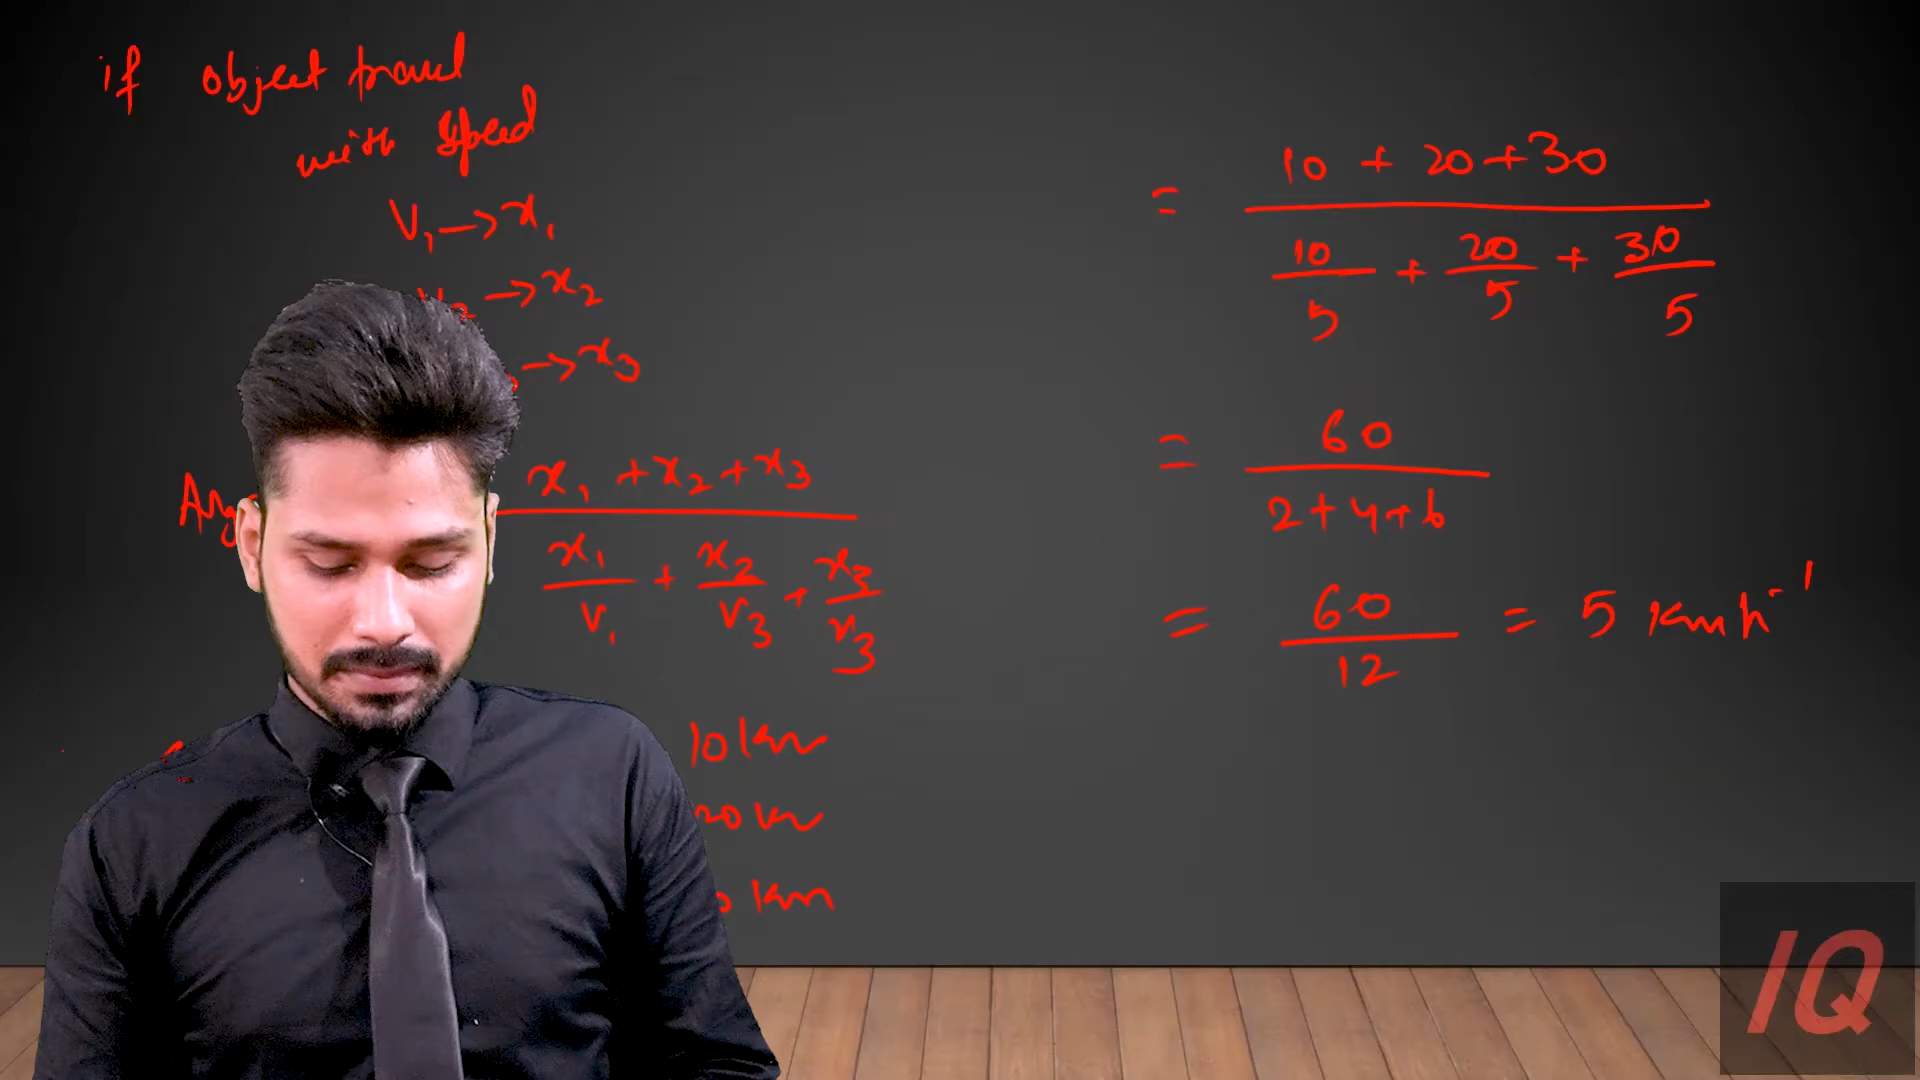 if object travel
with speed
V₁ → x₁
V₂ → x₂
→ x₃
x₁ + x₂ + x₃
x₁/V₁ + x₂/V₃ + x₃/V₃
10 km
20 km
km
= 10 + 20 + 30
10/5 + 20/5 + 30/5
= 60
2 + 4 + 6
= 60/12 = 5 km h⁻¹
IQ